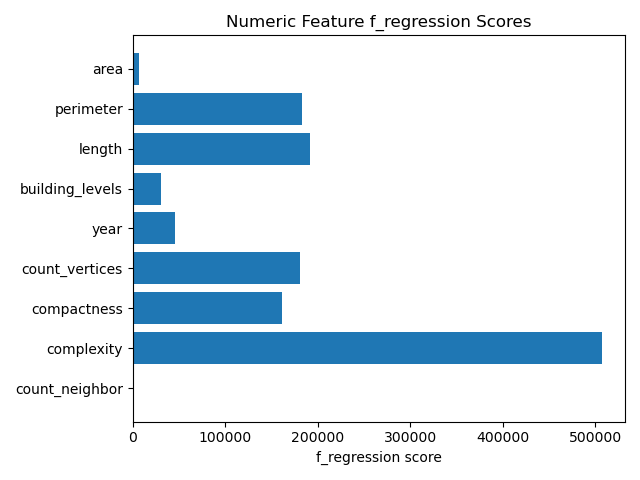 Numeric Feature f_regression Scores
area
perimeter
length
building_levels
year
count_vertices
compactness
complexity
count_neighbor
0 100000 200000 300000 400000 500000
f_regression score